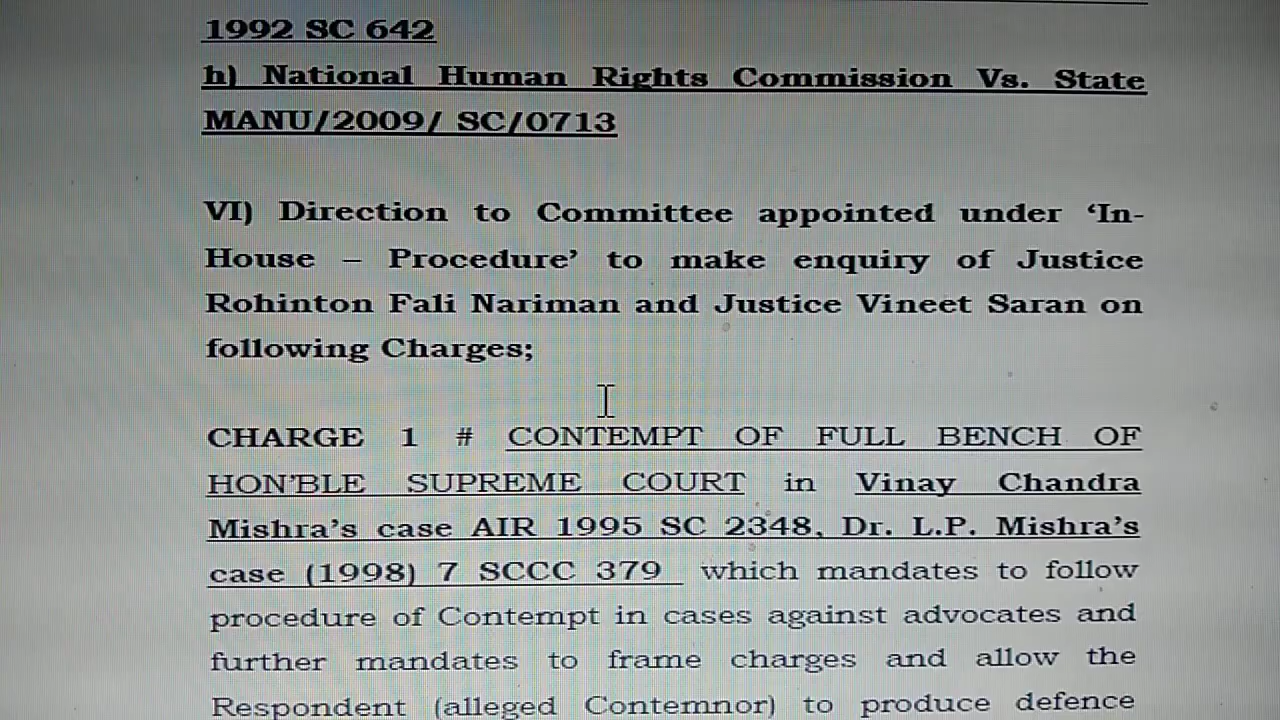 1992 SC 642
h) National Human Rights Commission Vs. State
MANU/2009/ SC/0713
VI) Direction to Committee appointed under ‘In-
House – Procedure’ to make enquiry of Justice
Rohinton Fali Nariman and Justice Vineet Saran on
following Charges;
CHARGE 1 # CONTEMPT OF FULL BENCH OF
HON’BLE SUPREME COURT in Vinay Chandra
Mishra’s case AIR 1995 SC 2348, Dr. L.P. Mishra’s
case (1998) 7 SCCC 379 which mandates to follow
procedure of Contempt in cases against advocates and
further mandates to frame charges and allow the
Respondent (alleged Contemnor) to produce defence